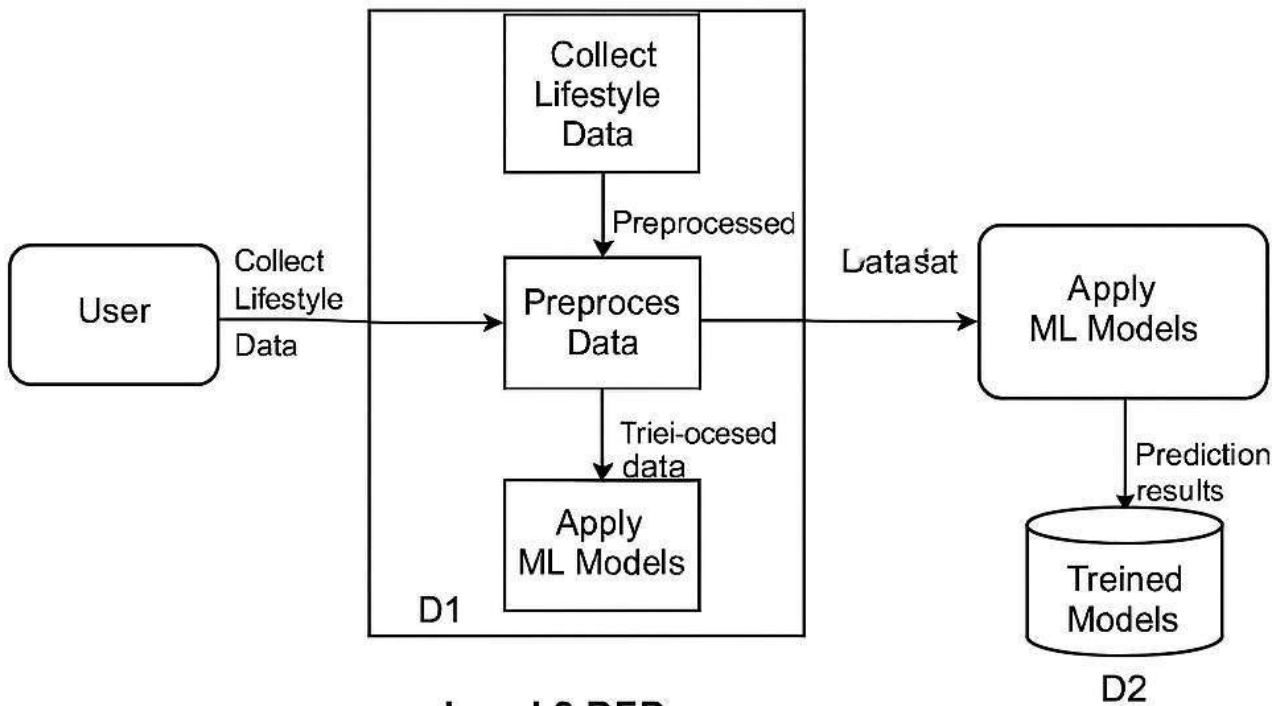 Collect
Lifestyle
Data
Preprocessed
User
Collect
Lifestyle
Data
Preproces
Data
Triei-ocesed
data
Apply
ML Models
D1
Apply
ML Models
Prediction
results
Treined
Models
D2